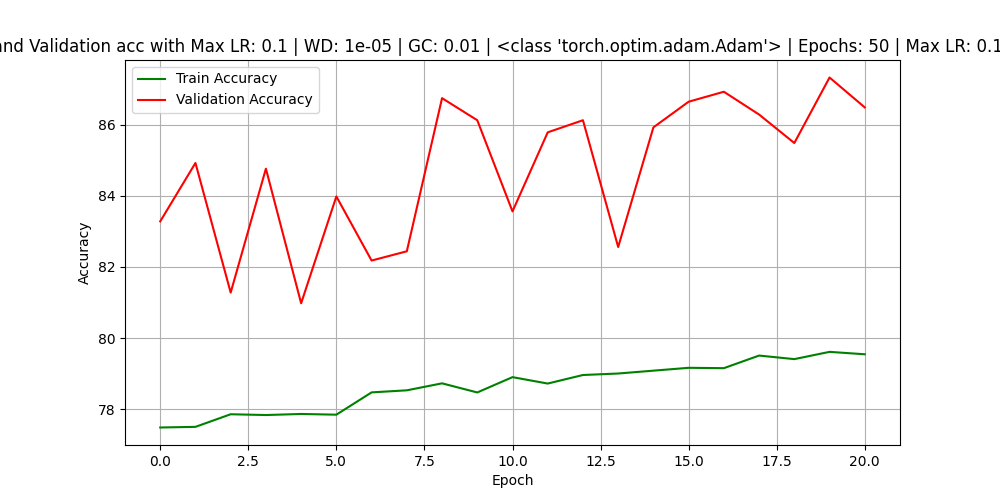 and Validation acc with Max LR: 0.1 | WD: 1e-05 | GC: 0.01 | <class 'torch.optim.adam.Adam'> | Epochs: 50 | Max LR: 0.1
Train Accuracy
Validation Accuracy
86
84
82
80
78
Accuracy
0.0 2.5 5.0 7.5 10.0 12.5 15.0 17.5 20.0
Epoch